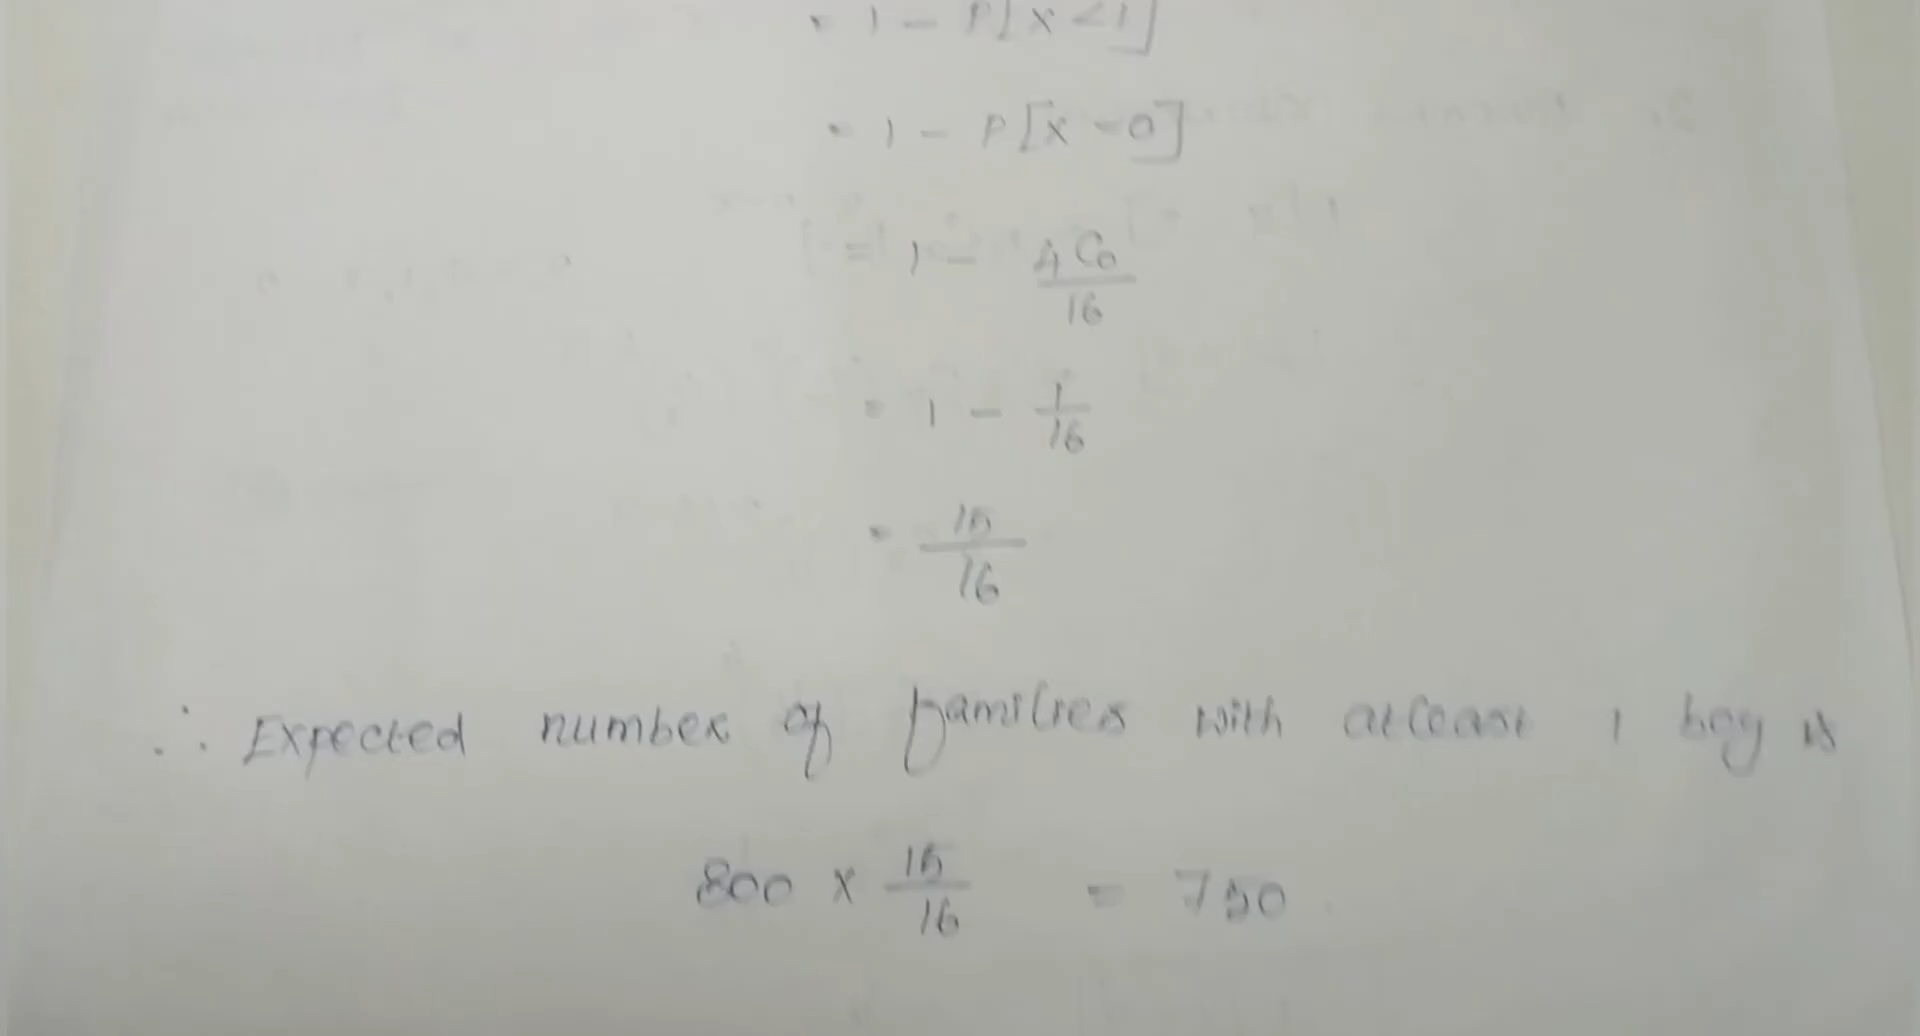 = 1 - P[X < 1]
= 1 - P[X = 0]
= 1 - 4C₀/16
= 1 - 1/16
= 15/16
∴ Expected number of families with atleast 1 boy is
800 × 15/16 = 750